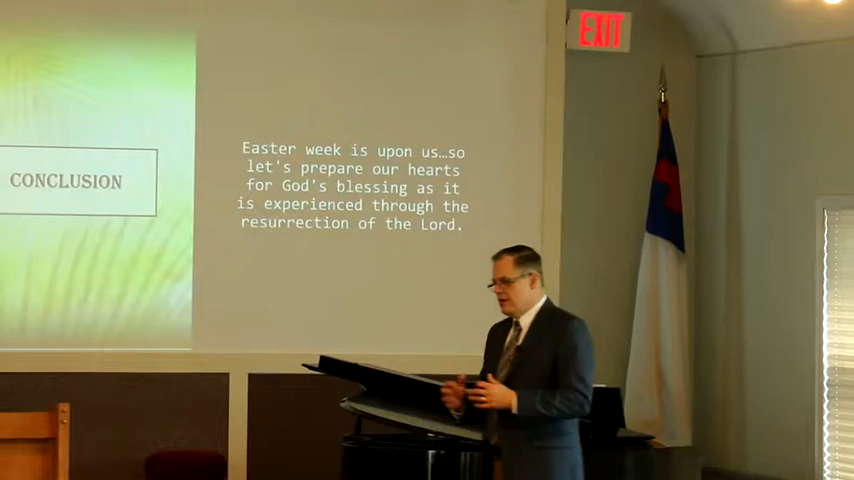 EXIT
Easter week is upon us…so
let's prepare our hearts
for God's blessing as it
is experienced through the
resurrection of the Lord.
CONCLUSION